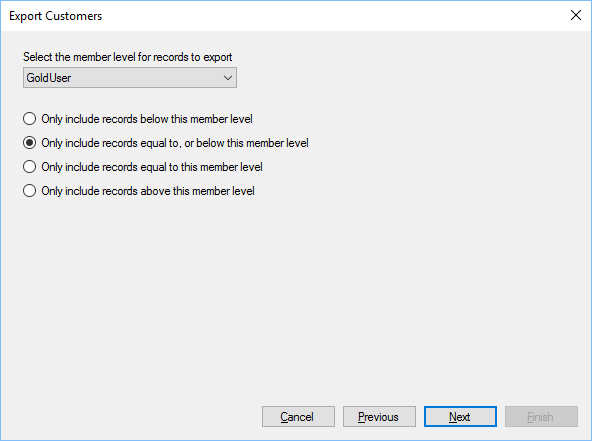 Export Customers
Select the member level for records to export
GoldUser
Only include records below this member level
Only include records equal to, or below this member level
Only include records equal to this member level
Only include records above this member level
Cancel
Previous
Next
Finish